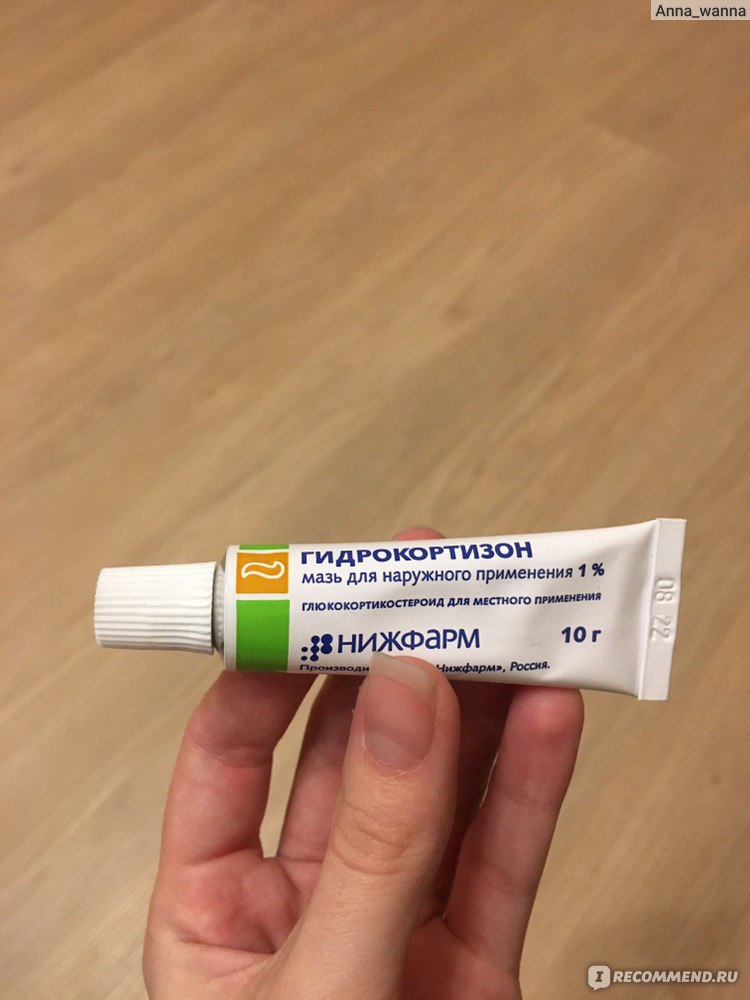 Anna_wanna
ГИДРОКОРТИЗОН
мазь для наружного применения 1 %
ГЛЮКОКОРТИКОСТЕРОИД ДЛЯ МЕСТНОГО ПРИМЕНЕНИЯ
НИЖФАРМ 10 г
Нижфарм», Россия.
08 22
I RECOMMEND.RU